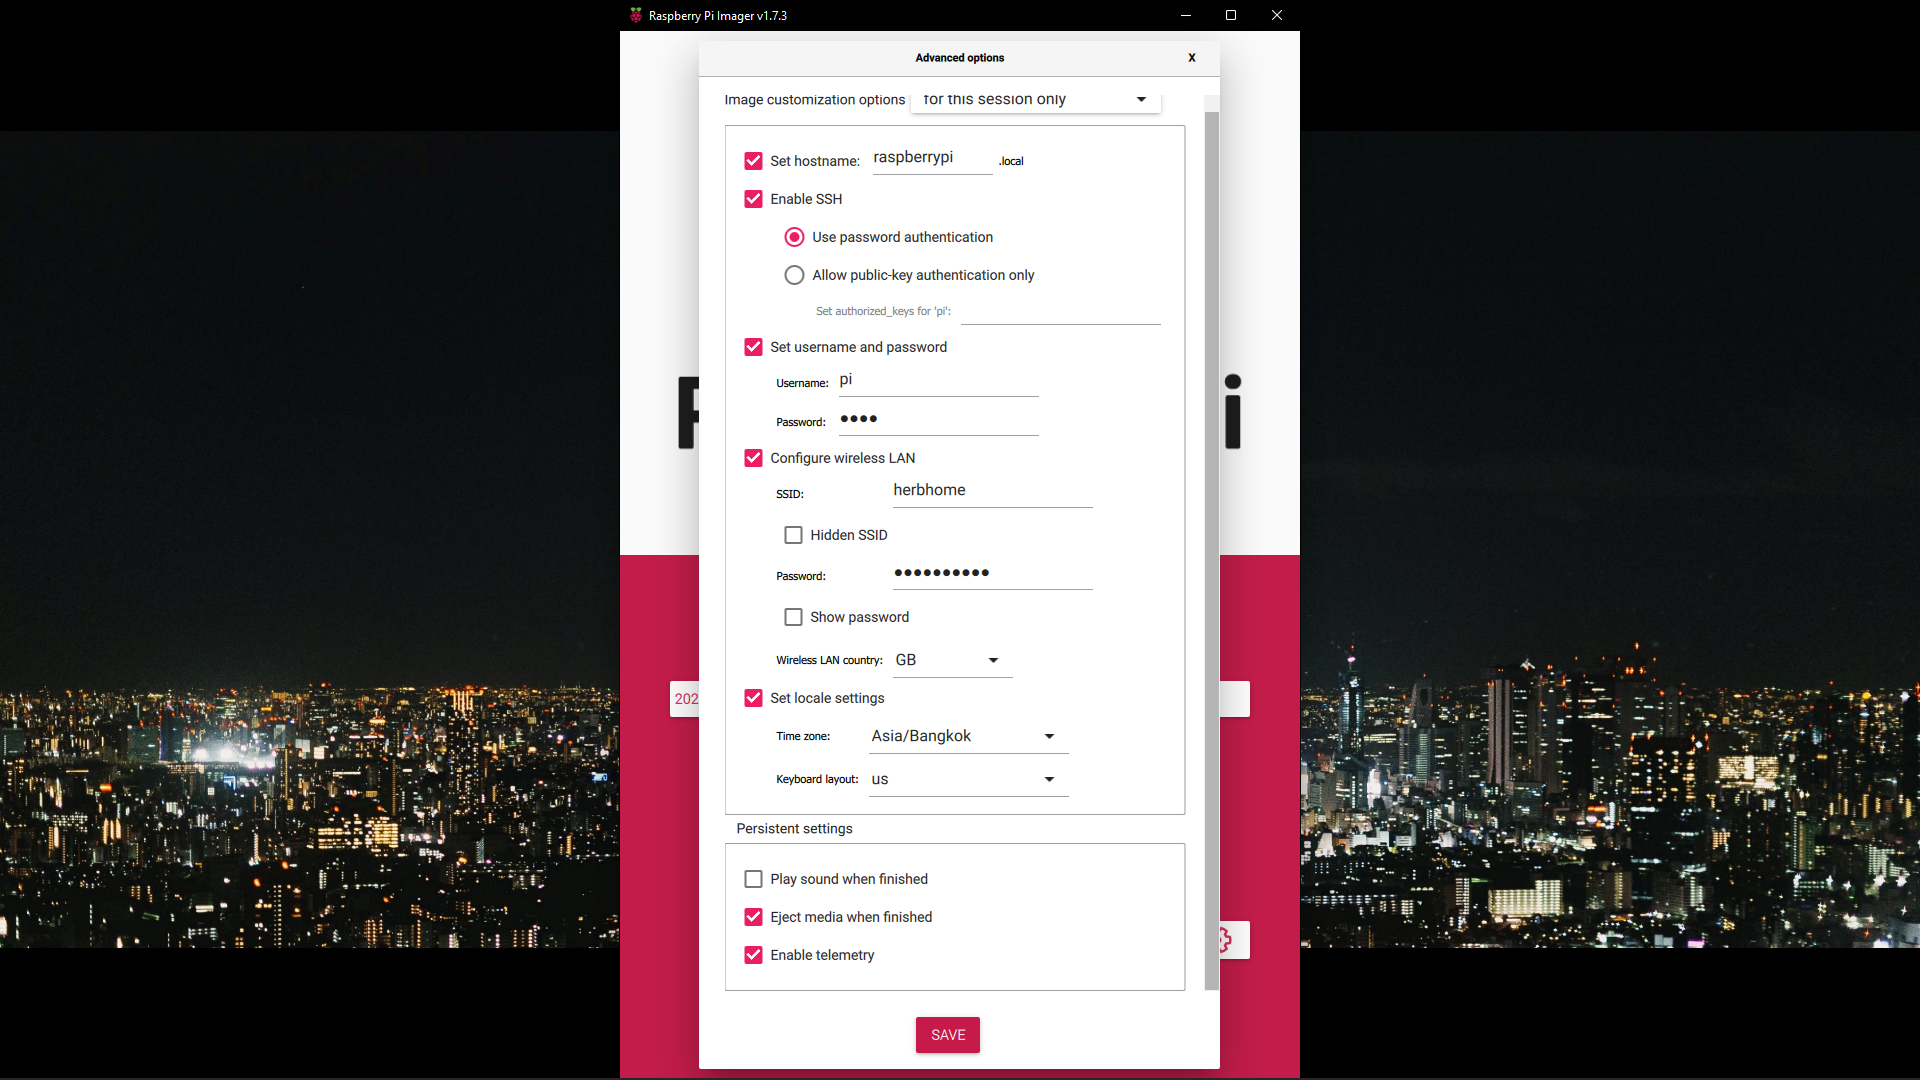 Raspberry Pi Imager v1.7.3
Advanced options X
Image customization options for this session only
Set hostname: raspberrypi .local
Enable SSH
Use password authentication
Allow public-key authentication only
Set authorized_keys for 'pi':
Set username and password
Username: pi
Password: ••••
Configure wireless LAN
SSID: herbhome
Hidden SSID
Password: ••••••••••
Show password
Wireless LAN country: GB
Set locale settings
202
Time zone: Asia/Bangkok
Keyboard layout: us
Persistent settings
Play sound when finished
Eject media when finished
Enable telemetry
SAVE